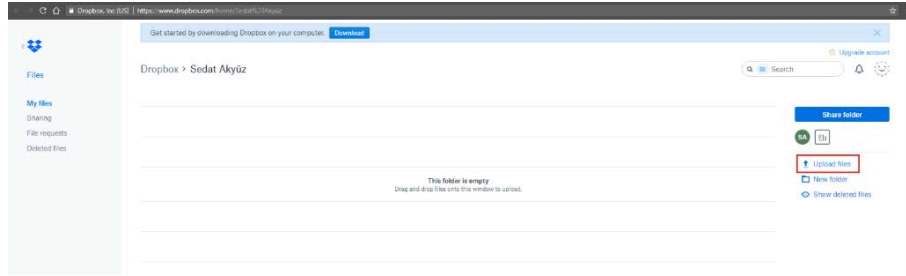 Dropbox, Inc [US] | https://www.dropbox.com/home/Sedat%20Akyüz
Get started by downloading Dropbox on your computer. Download
Upgrade account
Dropbox > Sedat Akyüz
Search
Files
My files
Sharing
File requests
Deleted files
Share folder
SA
Upload files
New folder
Show deleted files
This folder is empty
Drag and drop files onto this window to upload.